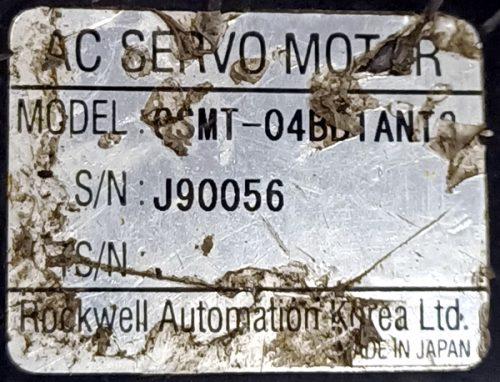 AC SERVO MOTOR
MODEL :
S/N : J90056
S/N
Rockwell Automation Korea Ltd.
MADE IN JAPAN